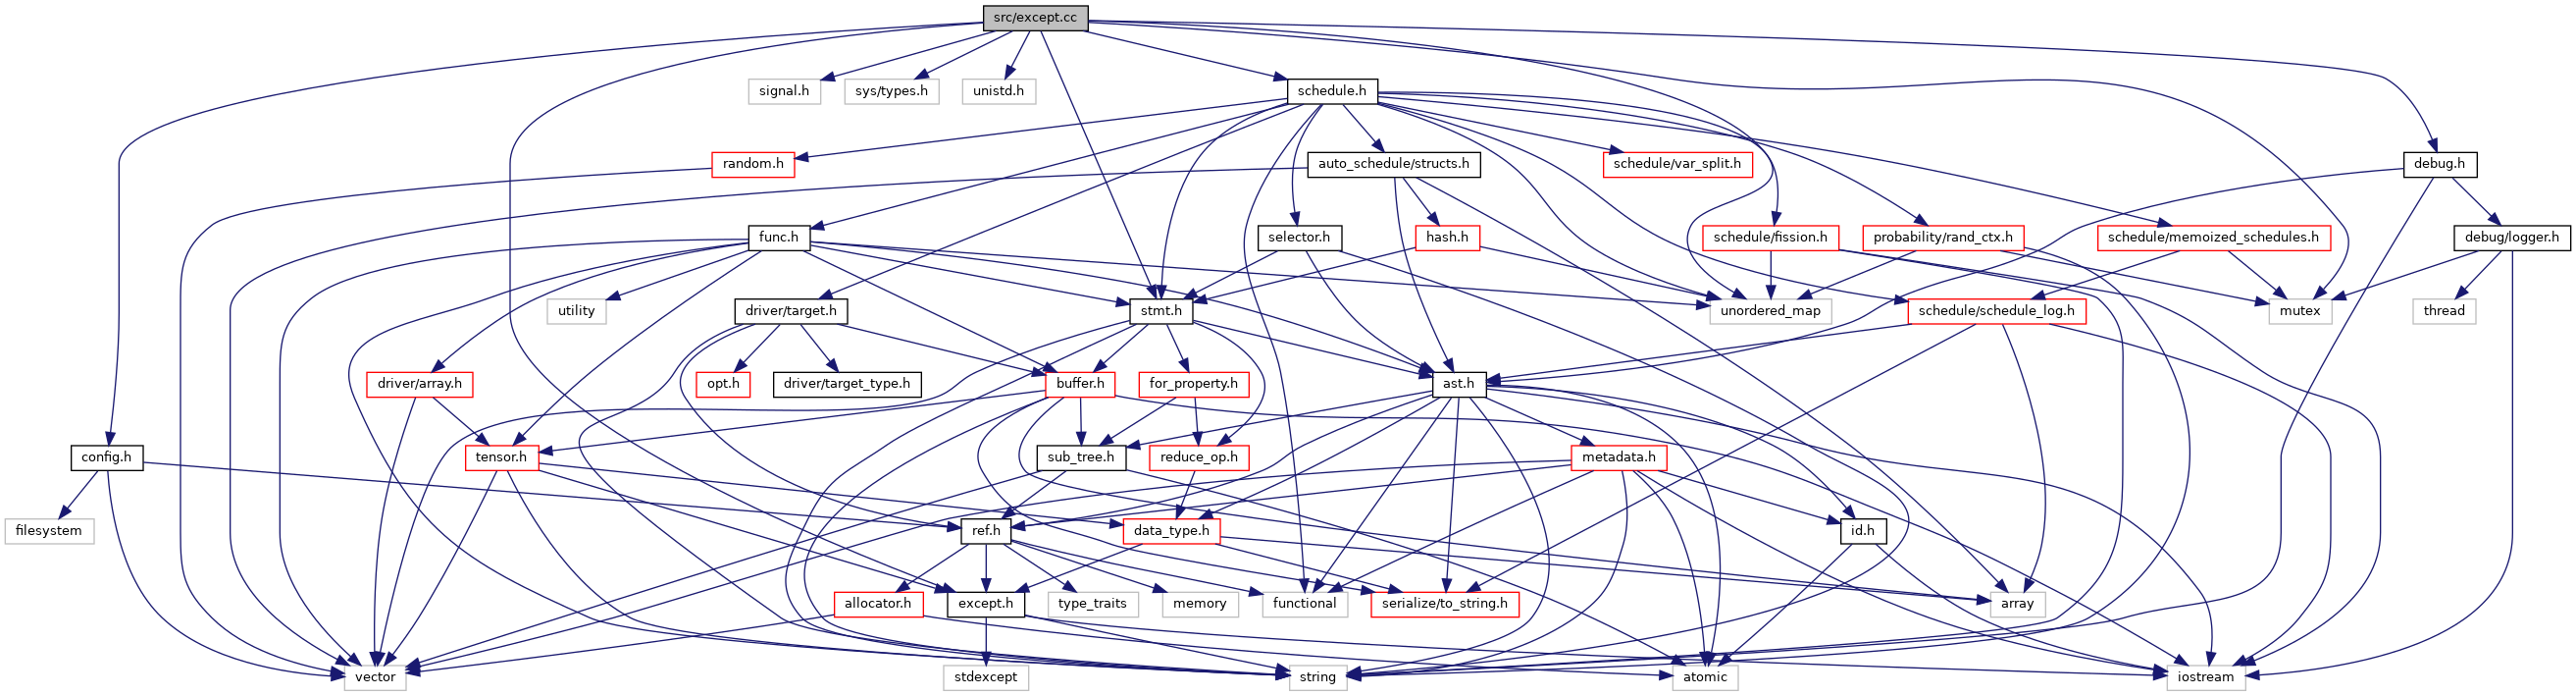 src/except.cc
signal.h
sys/types.h
unistd.h
schedule.h
random.h
auto_schedule/structs.h
schedule/var_split.h
debug.h
func.h
selector.h
hash.h
schedule/fission.h
probability/rand_ctx.h
schedule/memoized_schedules.h
debug/logger.h
utility
driver/target.h
stmt.h
unordered_map
schedule/schedule_log.h
mutex
thread
driver/array.h
opt.h
driver/target_type.h
buffer.h
for_property.h
ast.h
config.h
tensor.h
sub_tree.h
reduce_op.h
metadata.h
filesystem
ref.h
data_type.h
id.h
allocator.h
except.h
type_traits
memory
functional
serialize/to_string.h
array
vector
stdexcept
string
atomic
iostream